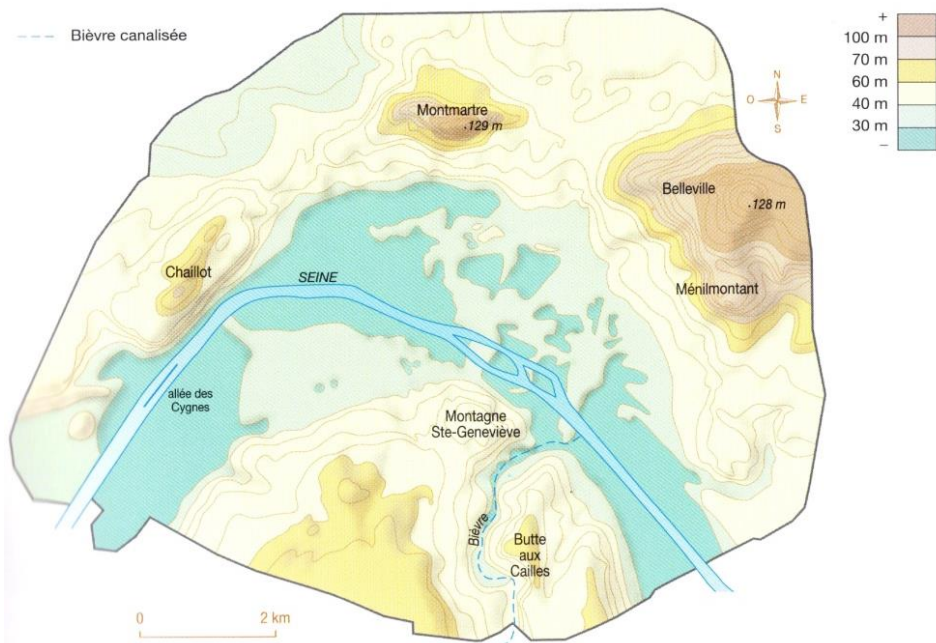 Bièvre canalisée
+
100 m
70 m
60 m
40 m
30 m
–
N
O
E
S
Montmartre
129 m
Belleville
128 m
Chaillot
SEINE
Ménilmontant
allée des
Cygnes
Montagne
Ste-Geneviève
Bièvre
Butte
aux
Cailles
0
2 km